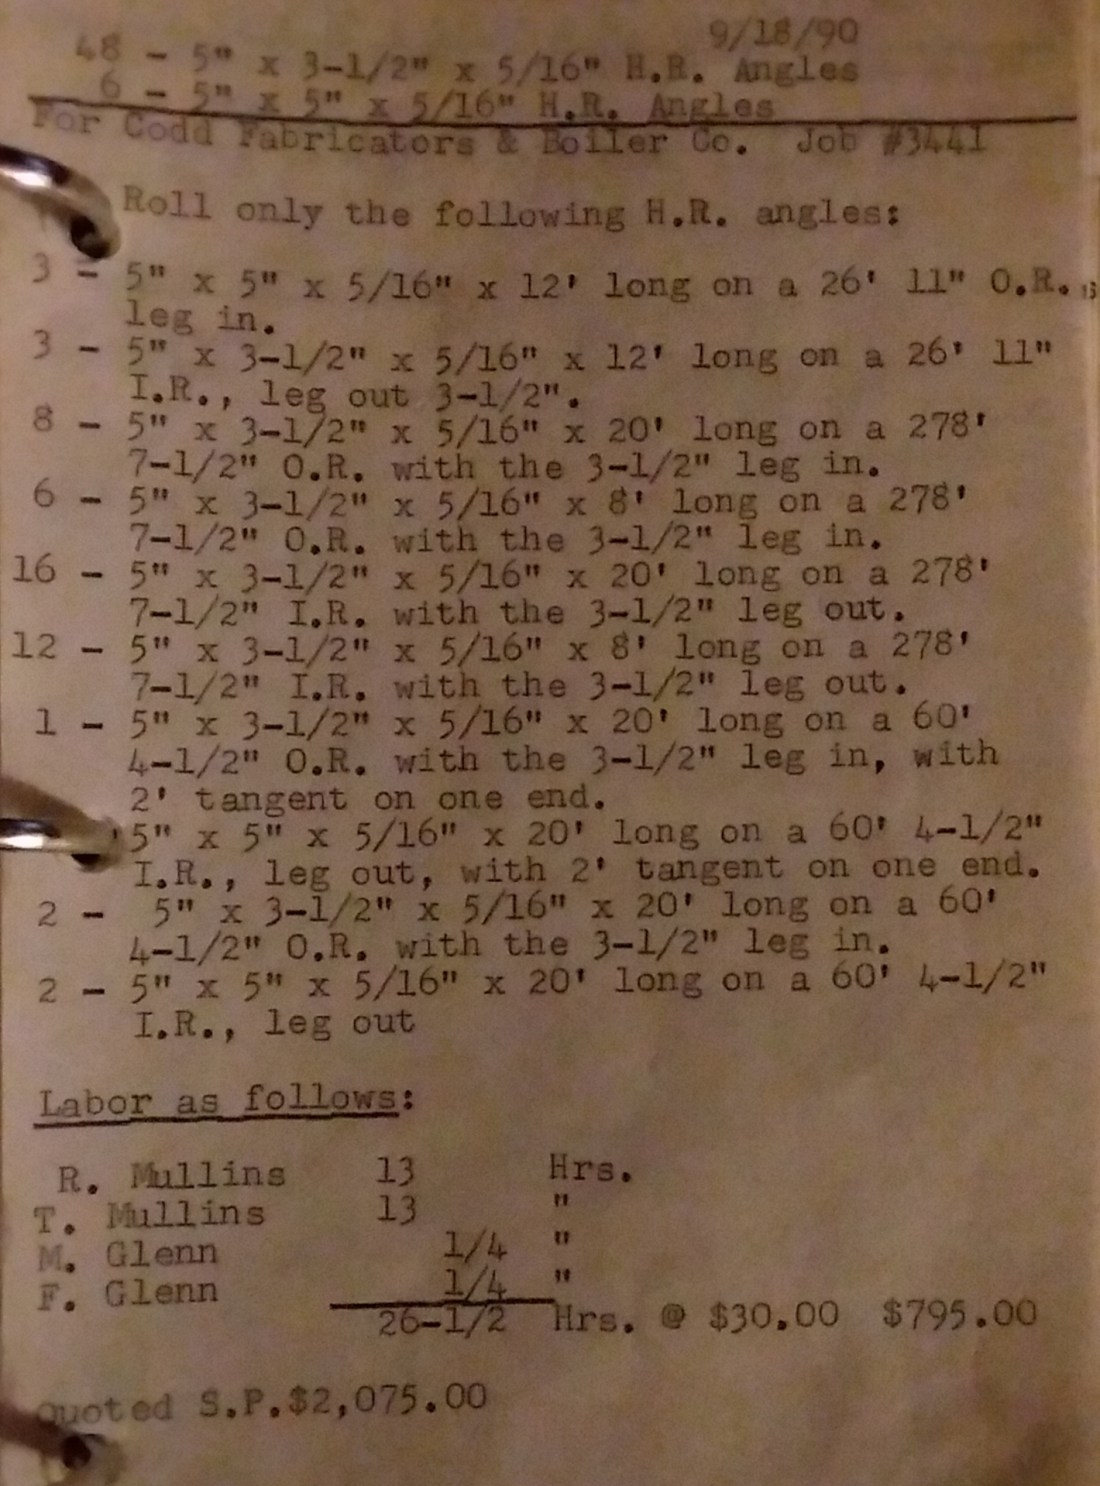 9/18/90
48 - 5" x 3-1/2" x 5/16" H.R. Angles
6 - 5" x 5" x 5/16" H.R. Angles
For Codd Fabricators & Boiler Co. Job #3441
Roll only the following H.R. angles:
3 - 5" x 5" x 5/16" x 12' long on a 26' 11" O.R.,
leg in.
3 - 5" x 3-1/2" x 5/16" x 12' long on a 26' 11"
I.R., leg out 3-1/2".
8 - 5" x 3-1/2" x 5/16" x 20' long on a 278'
7-1/2" O.R. with the 3-1/2" leg in.
6 - 5" x 3-1/2" x 5/16" x 8' long on a 278'
7-1/2" O.R. with the 3-1/2" leg in.
16 - 5" x 3-1/2" x 5/16" x 20' long on a 278'
7-1/2" I.R. with the 3-1/2" leg out.
12 - 5" x 3-1/2" x 5/16" x 8' long on a 278'
7-1/2" I.R. with the 3-1/2" leg out.
1 - 5" x 3-1/2" x 5/16" x 20' long on a 60'
4-1/2" O.R. with the 3-1/2" leg in, with
2' tangent on one end.
5" x 5" x 5/16" x 20' long on a 60' 4-1/2"
I.R., leg out, with 2' tangent on one end.
2 - 5" x 3-1/2" x 5/16" x 20' long on a 60'
4-1/2" O.R. with the 3-1/2" leg in.
2 - 5" x 5" x 5/16" x 20' long on a 60' 4-1/2"
I.R., leg out
Labor as follows:
R. Mullins 13 Hrs.
T. Mullins 13 "
M. Glenn 1/4 "
F. Glenn 1/4 "
26-1/2 Hrs. @ $30.00 $795.00
Quoted S.P.$2,075.00